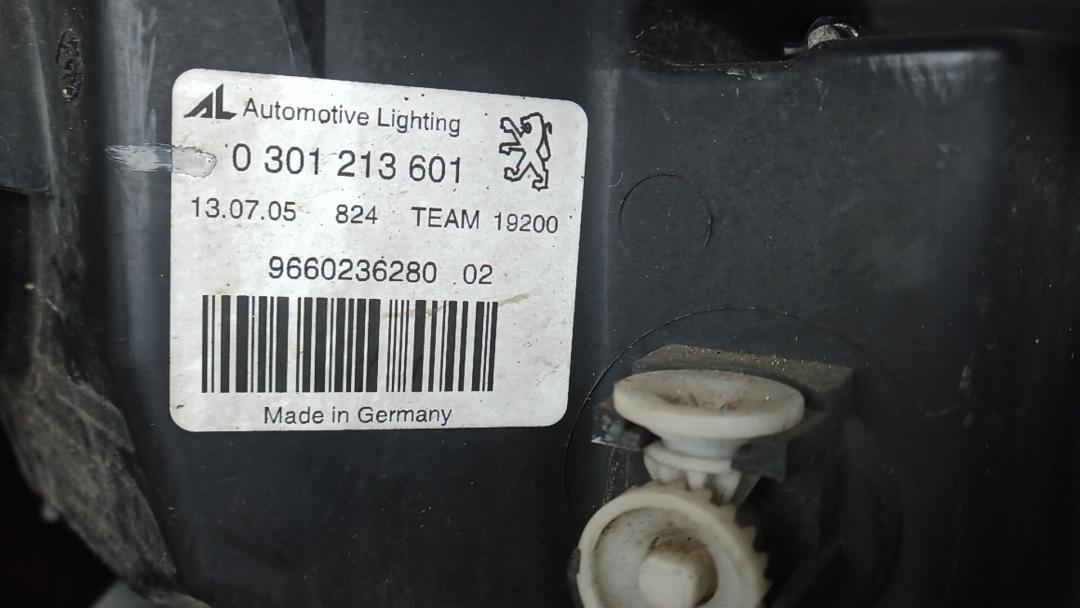 AL Automotive Lighting
0 301 213 601
13.07.05 824 TEAM 19200
9660236280 02
Made in Germany